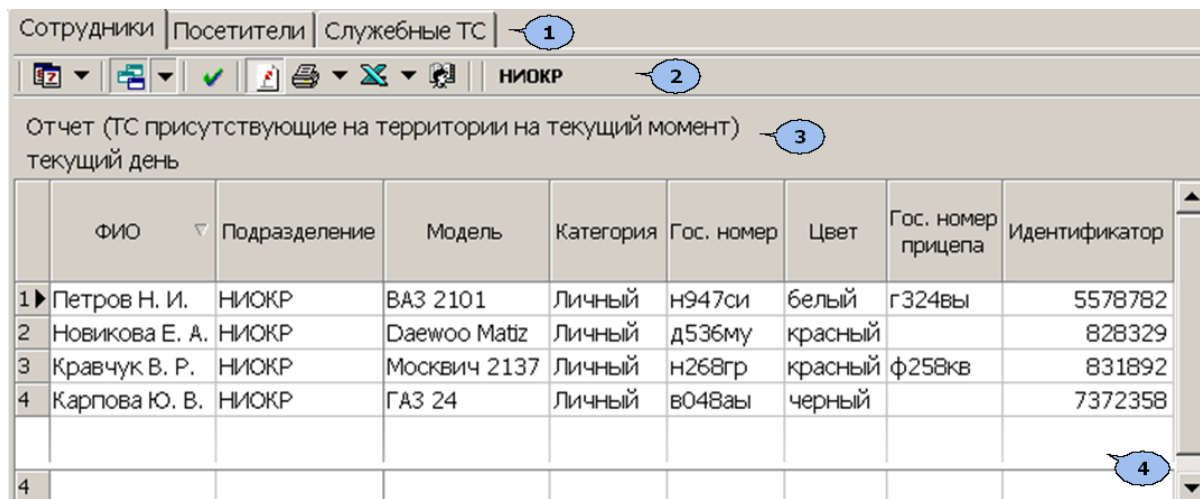 Сотрудники Посетители Служебные ТС 1
НИОКР 2
Отчет (ТС присутствующие на территории на текущий момент) 3
текущий день
ФИО Подразделение Модель Категория Гос. номер Цвет Гос. номер прицепа Идентификатор
1 Петров Н. И. НИОКР ВАЗ 2101 Личный н947си белый г324вы 5578782
2 Новикова Е. А. НИОКР Daewoo Matiz Личный д536му красный 828329
3 Кравчук В. Р. НИОКР Москвич 2137 Личный н268гр красный ф258кв 831892
4 Карпова Ю. В. НИОКР ГАЗ 24 Личный в048аы черный 7372358
4
4